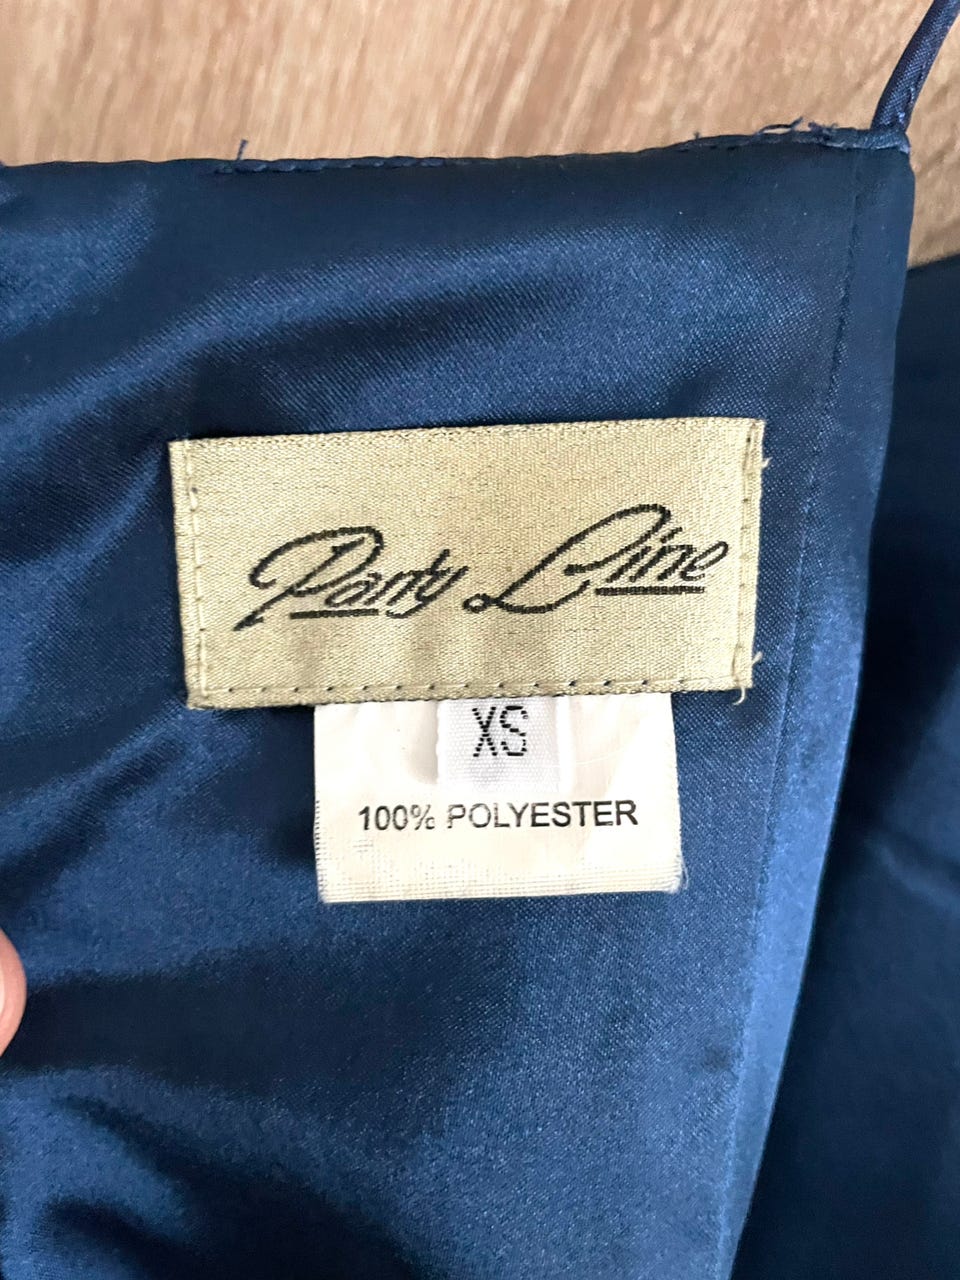 Party Line
XS
100% POLYESTER